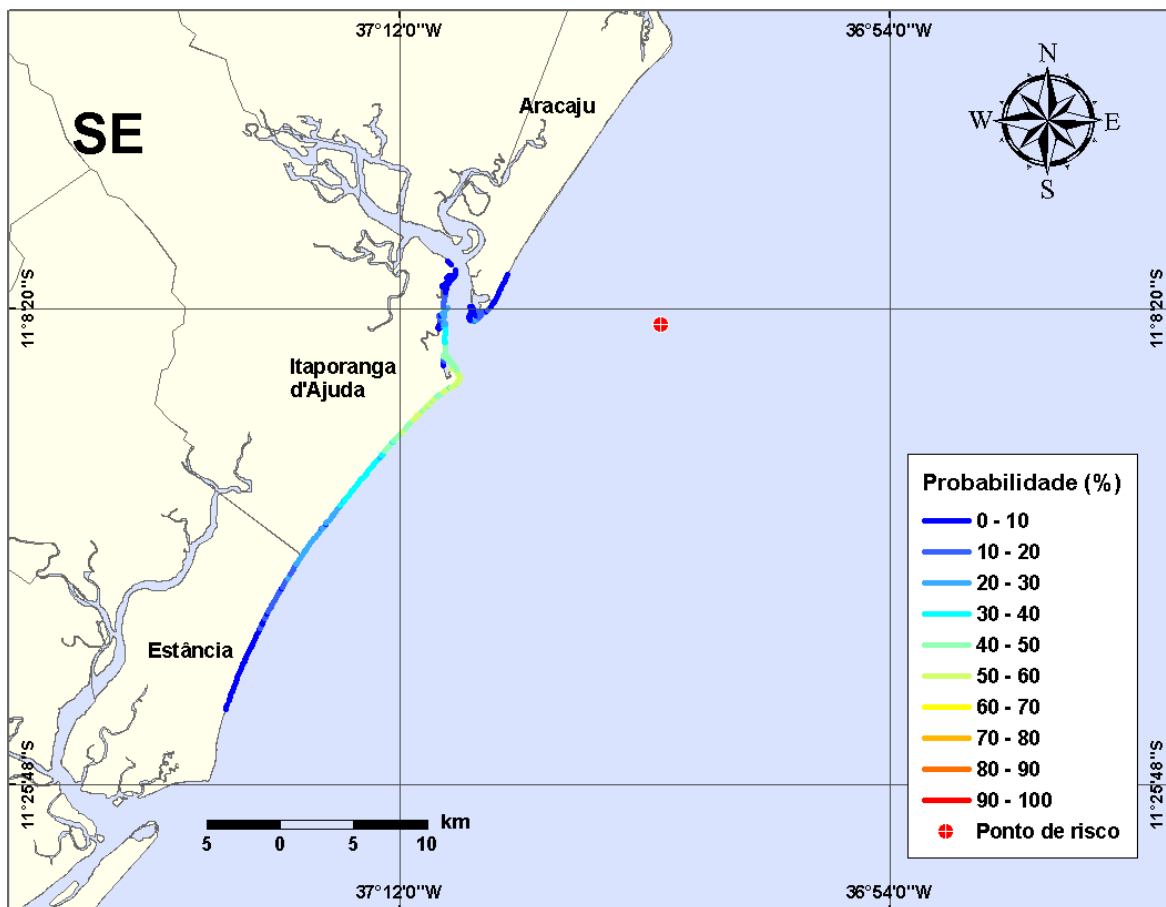 37°12'0"W
36°54'0"W
SE
Aracaju
N
W
E
S
11°8'20"S
11°8'20"S
Itaporanga
d'Ajuda
Estância
Probabilidade (%)
0 - 10
10 - 20
20 - 30
30 - 40
40 - 50
50 - 60
60 - 70
70 - 80
80 - 90
90 - 100
Ponto de risco
11°25'48"S
11°25'48"S
km
5
0
5
10
37°12'0"W
36°54'0"W